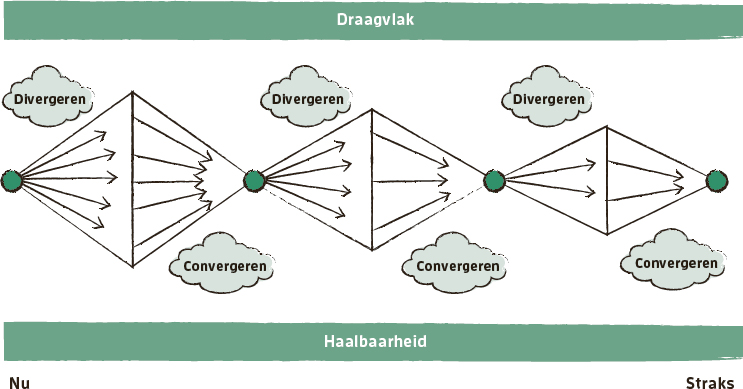 Draagvlak
Divergeren
Divergeren
Divergeren
Convergeren
Convergeren
Convergeren
Haalbaarheid
Nu
Straks